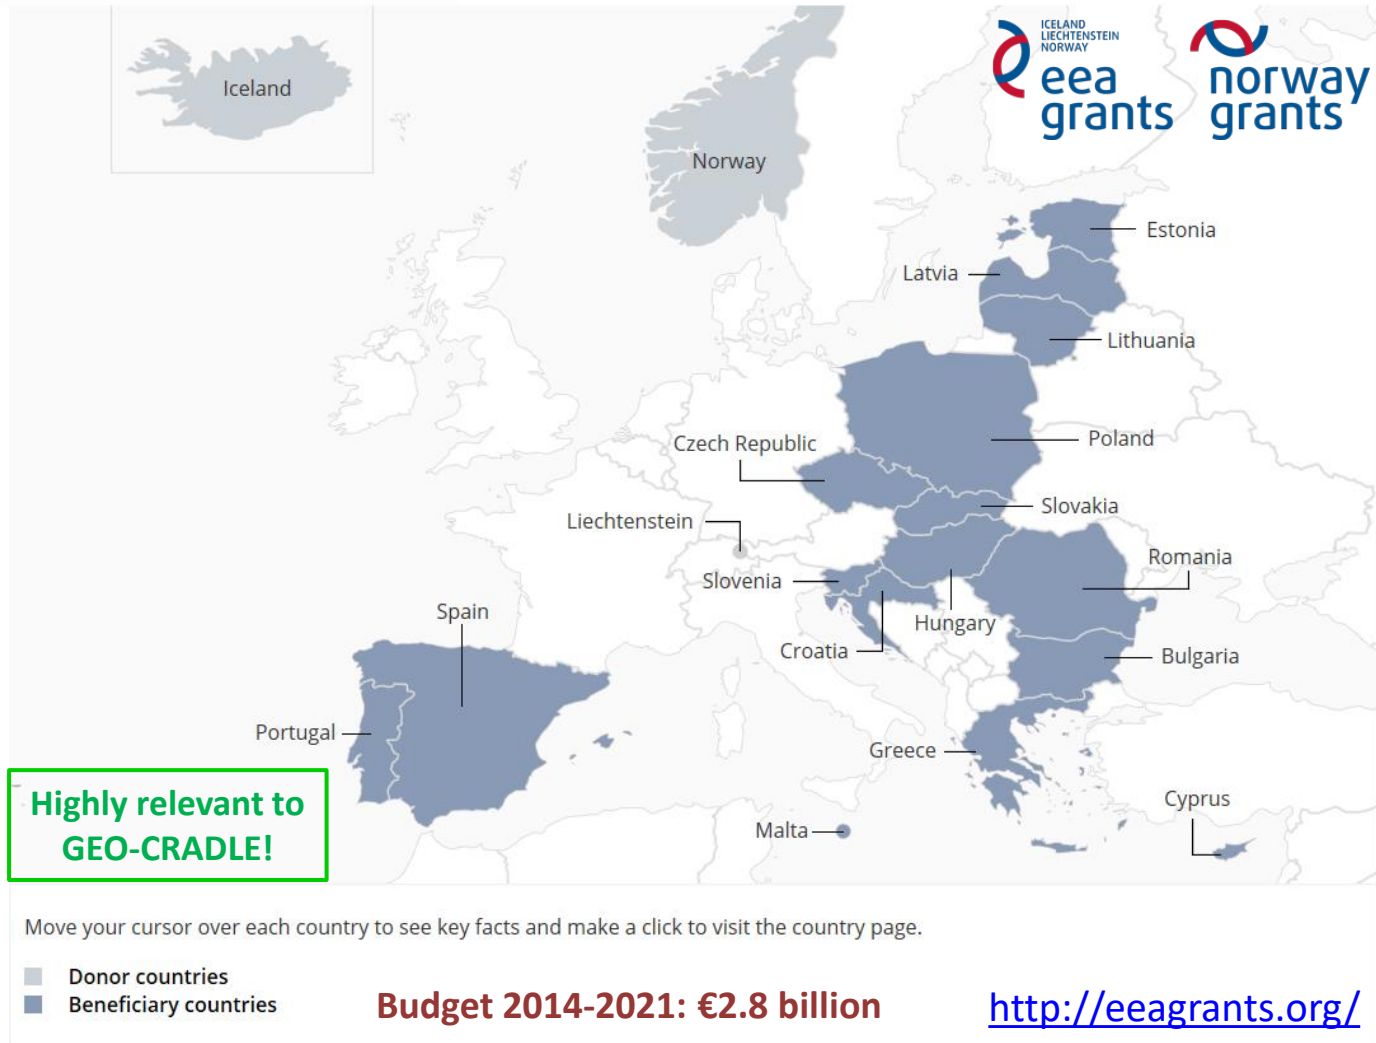 ICELAND
LIECHTENSTEIN
NORWAY
eea
grants
norway
grants
Iceland
Norway
Estonia
Latvia
Lithuania
Czech Republic
Poland
Slovakia
Liechtenstein
Romania
Slovenia
Spain
Hungary
Croatia
Bulgaria
Portugal
Greece
Highly relevant to
GEO-CRADLE!
Cyprus
Malta
Move your cursor over each country to see key facts and make a click to visit the country page.
Donor countries
Beneficiary countries
Budget 2014-2021: €2.8 billion
http://eeagrants.org/